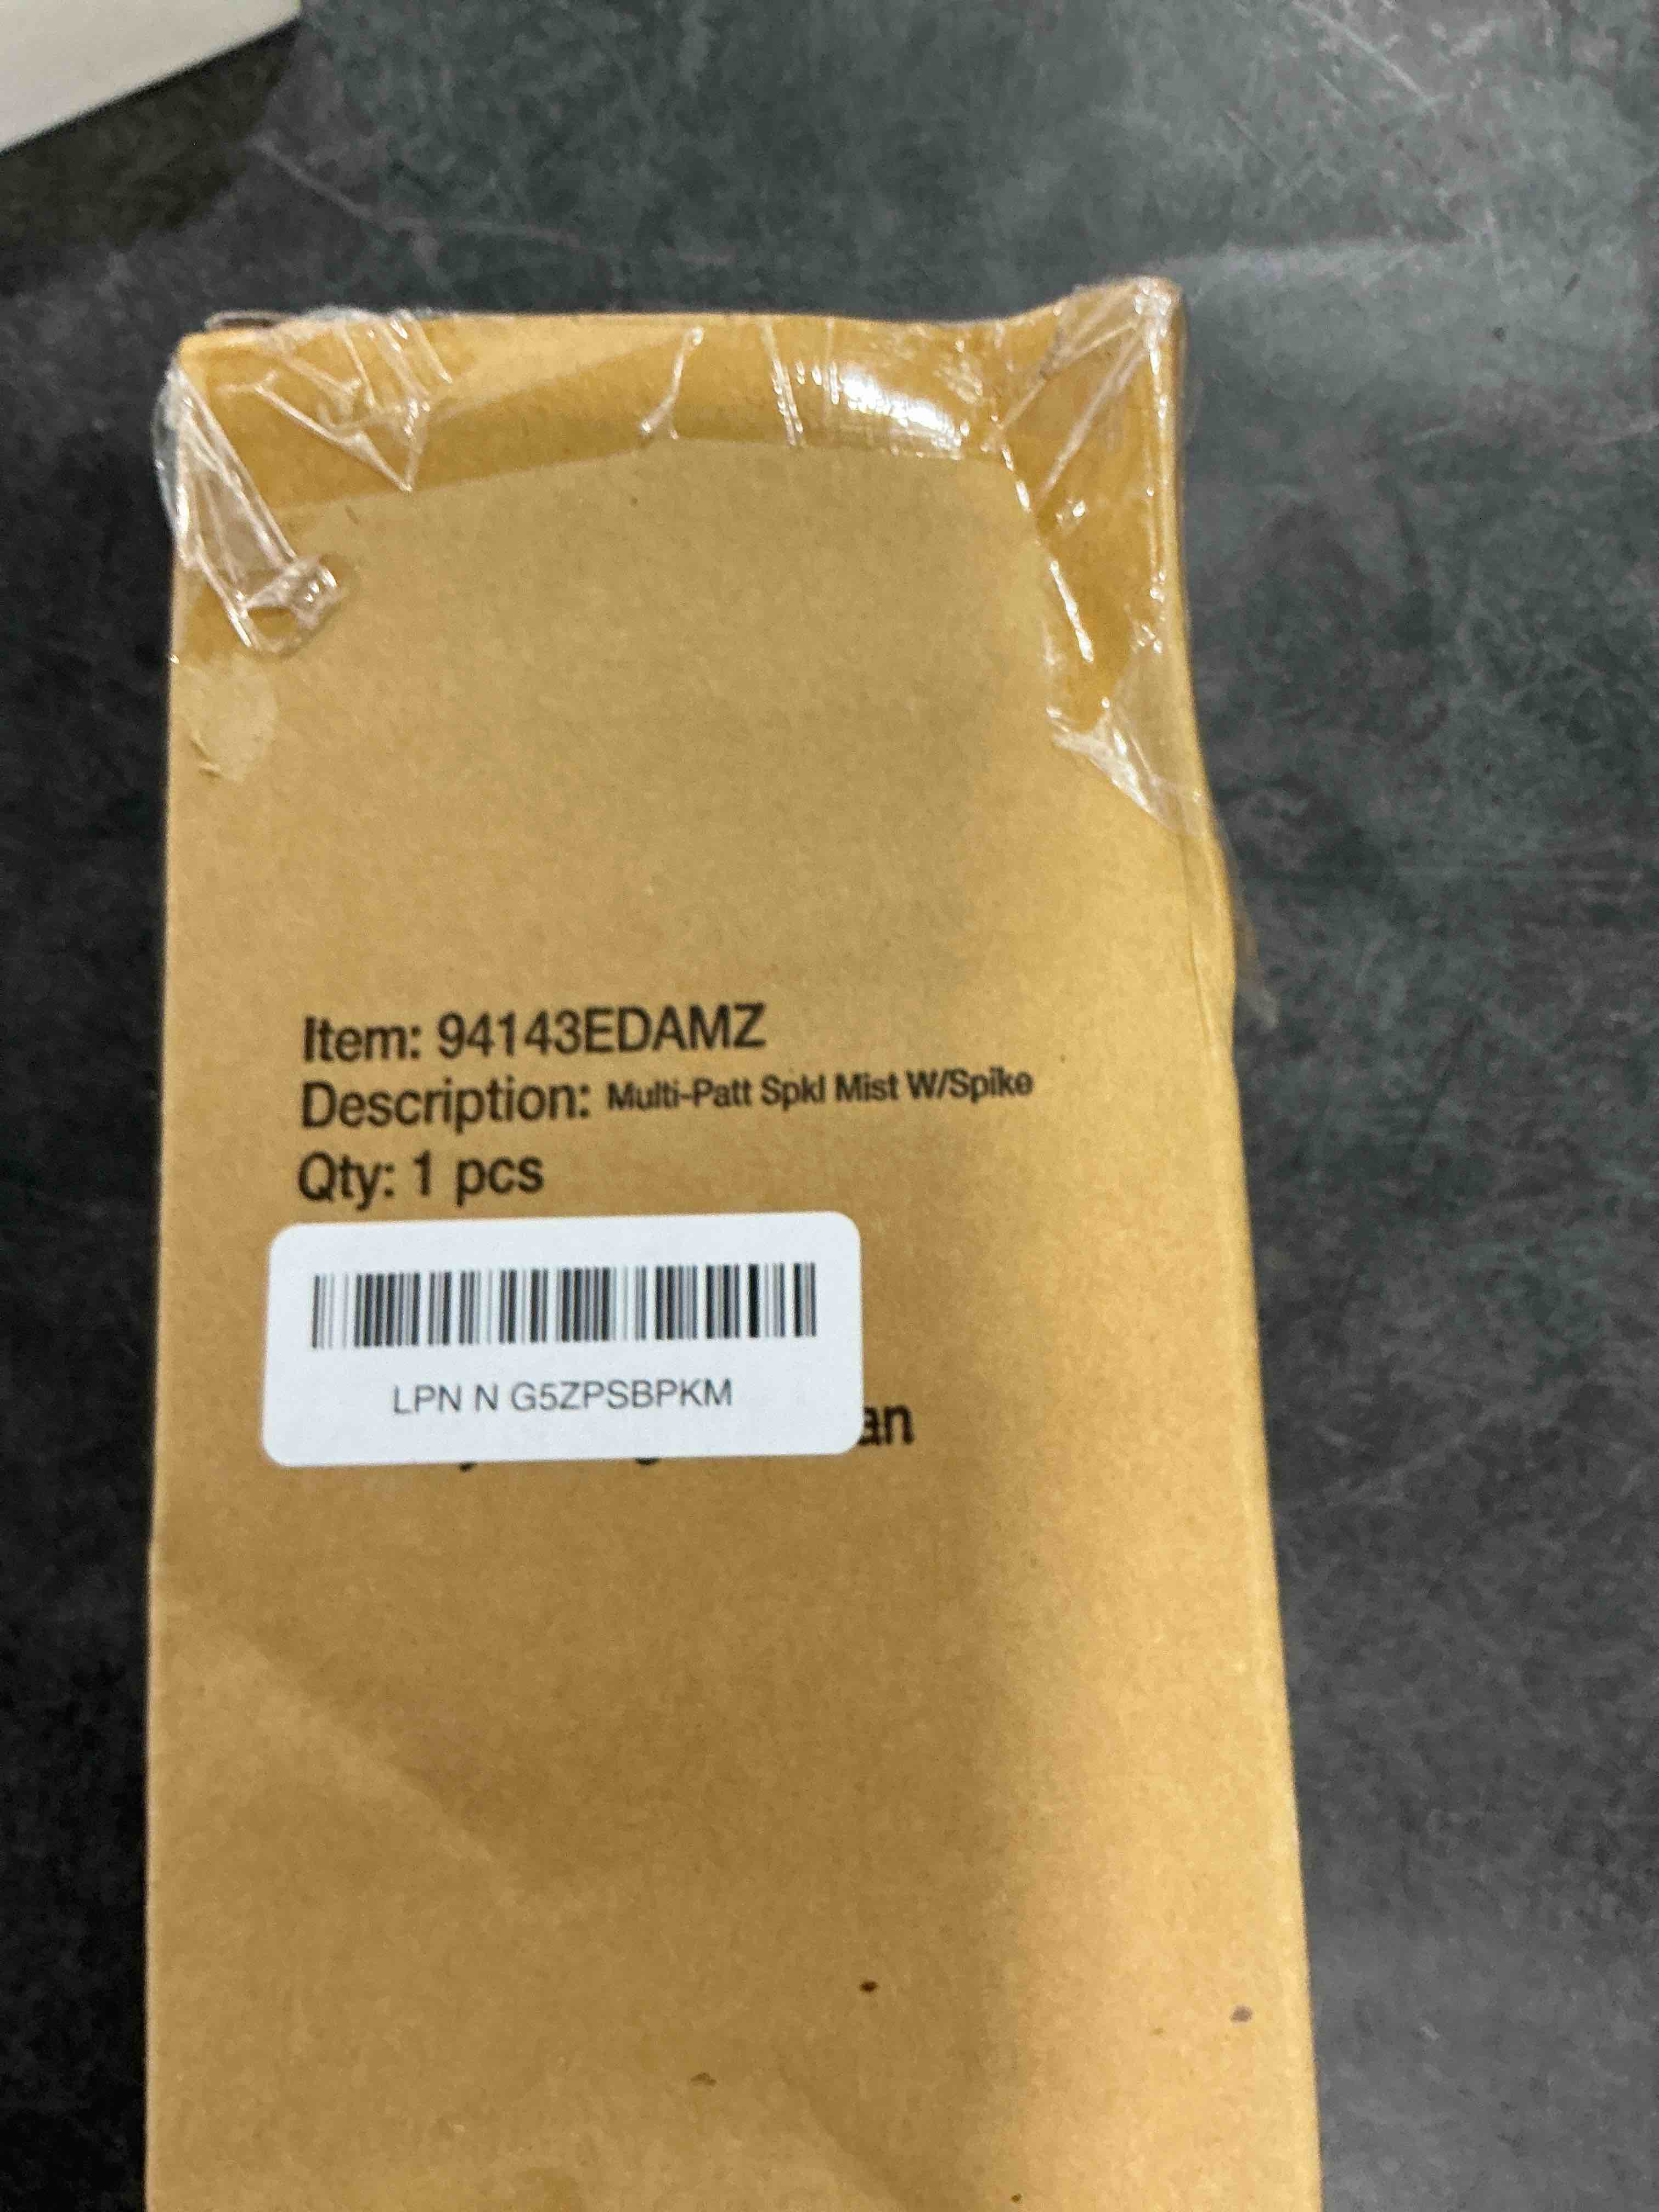 Item: 94143EDAMZ
Description: Multi-Patt Spkl Mist W/Spike
Qty: 1 pcs
LPN N G5ZPSBPKM